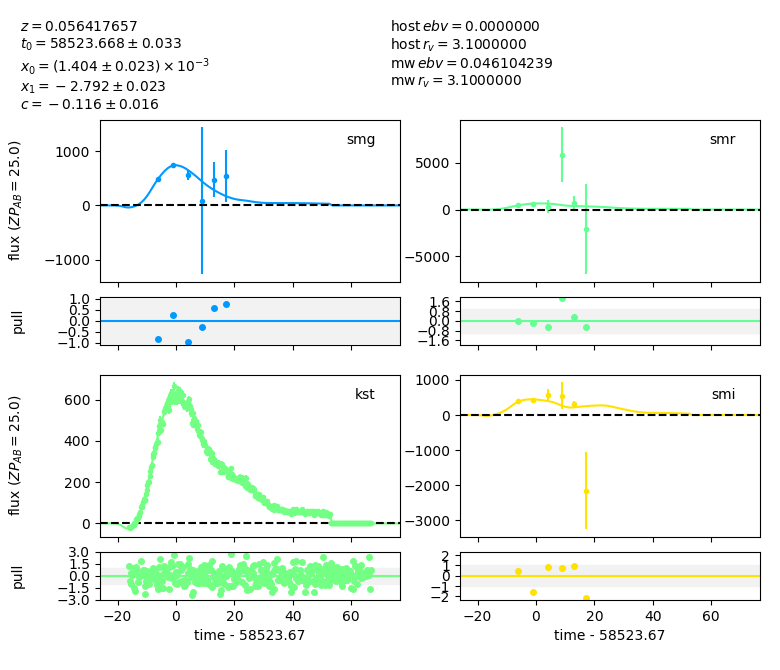 z = 0.056417657
t₀ = 58523.668 ± 0.033
x₀ = (1.404 ± 0.023) × 10⁻³
x₁ = −2.792 ± 0.023
c = −0.116 ± 0.016
host ebv = 0.0000000
host r_v = 3.1000000
mw ebv = 0.046104239
mw r_v = 3.1000000
flux (ZP_AB = 25.0)
1000
0
−1000
smg
5000
0
−5000
smr
pull
1.0
0.5
0.0
−0.5
−1.0
1.6
0.8
0.0
−0.8
−1.6
flux (ZP_AB = 25.0)
600
400
200
0
kst
1000
0
−1000
−2000
−3000
smi
pull
3.0
1.5
0.0
−1.5
−3.0
2
1
0
−1
−2
−20 0 20 40 60
−20 0 20 40 60
time - 58523.67
time - 58523.67